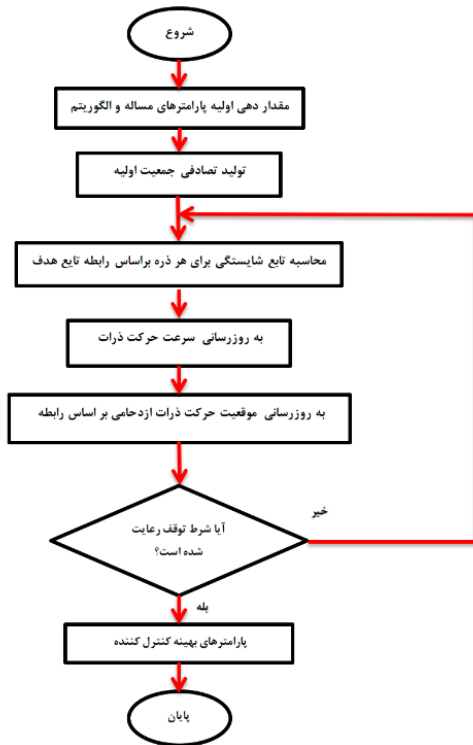 شروع
مقدار دهی اولیه پارامترهای مساله و الگوریتم
تولید تصادفی جمعیت اولیه
محاسبه تابع شایستگی برای هر ذره براساس رابطه تابع هدف
به روزرسانی سرعت حرکت ذرات
به روزرسانی موقعیت حرکت ذرات ازدحامی بر اساس رابطه
آیا شرط توقف رعایت
شده است؟
خیر
بله
پارامترهای بهینه کنترل کننده
پایان